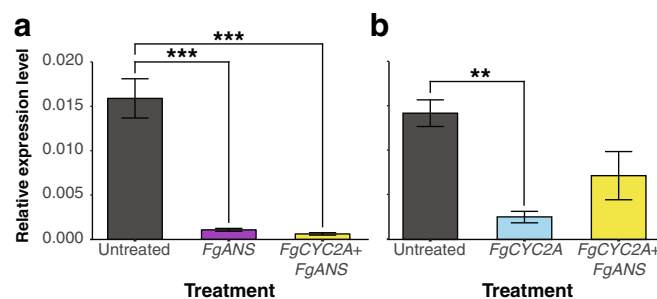 a
b
Relative expression level
0.020
0.015
0.010
0.005
0.000
***
***
**
Untreated
FgANS
FgCYC2A+
FgANS
Untreated
FgCYC2A
FgCYC2A+
FgANS
Treatment
Treatment